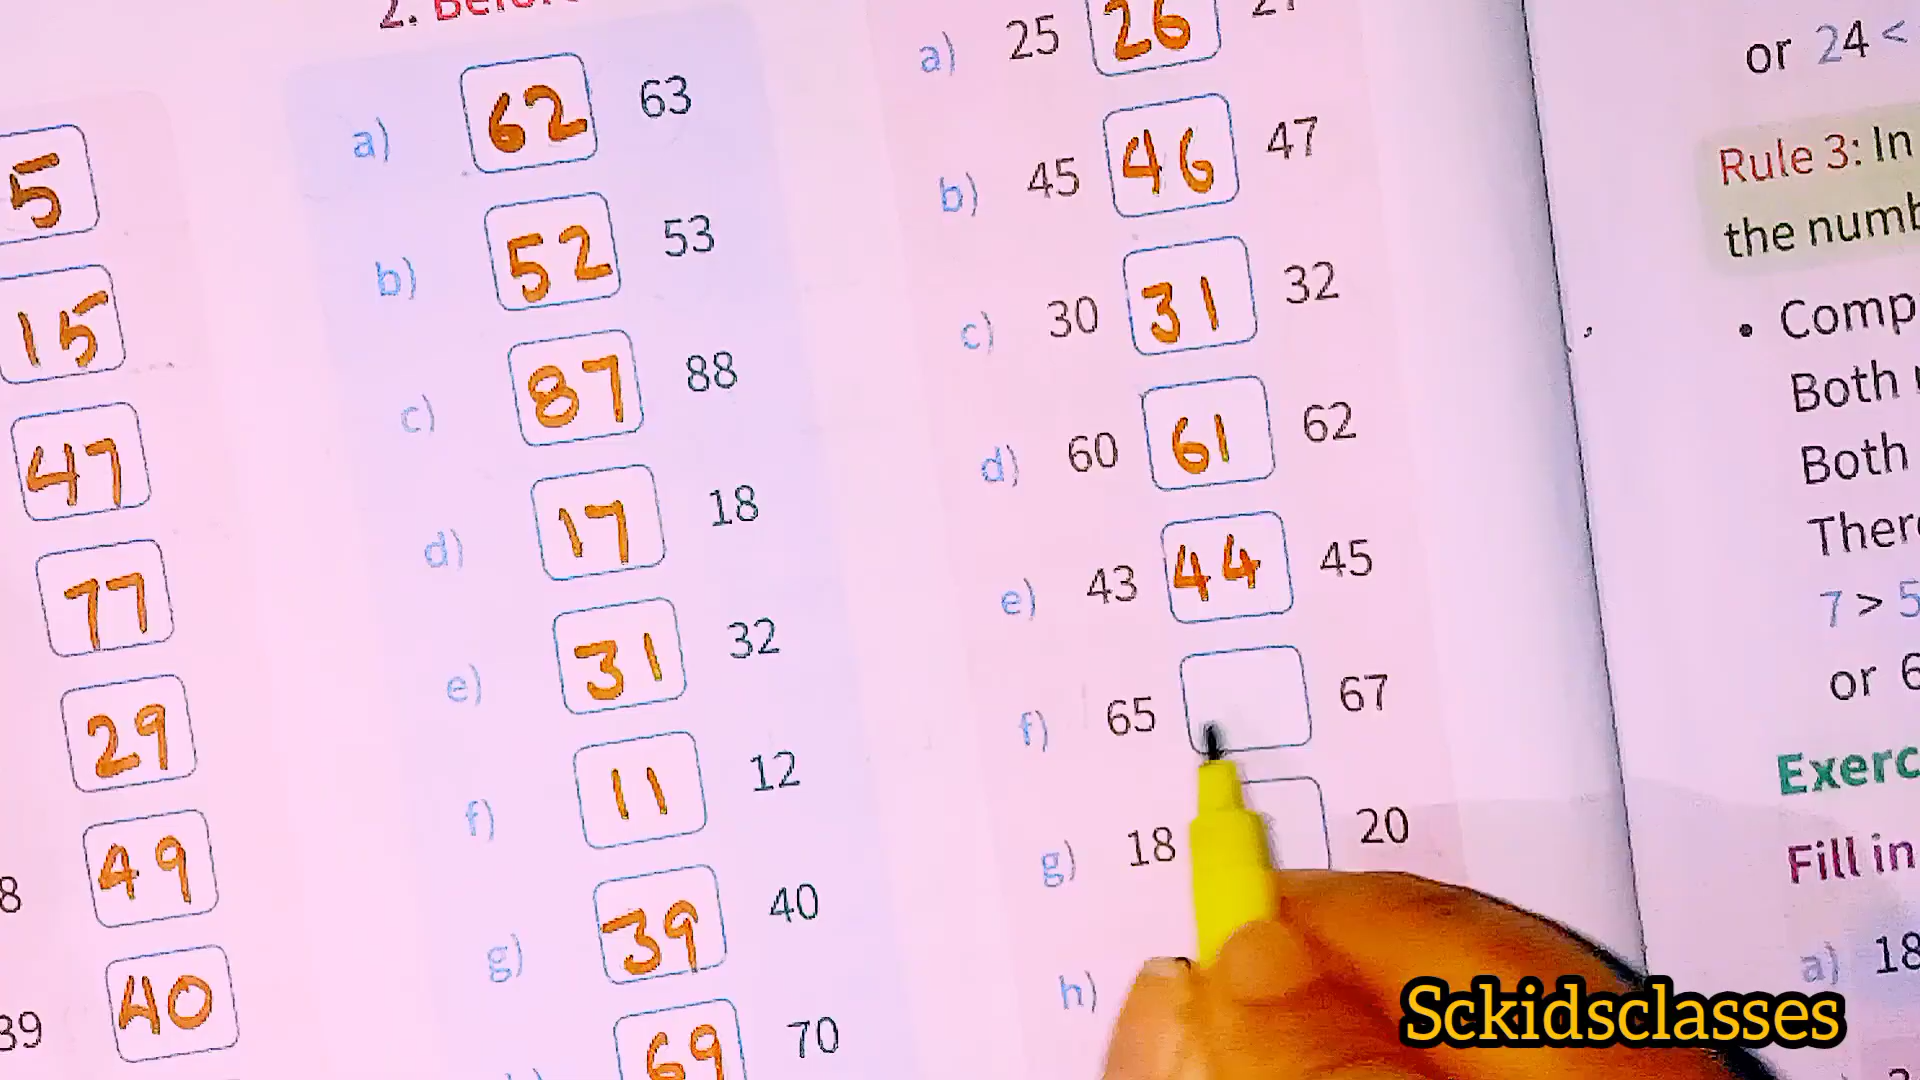 5
15
47
77
29
8 49
39 40
2. Before
a) 62 63
b) 52 53
c) 87 88
d) 17 18
e) 31 32
f) 11 12
g) 39 40
69 70
a) 25 26
b) 45 46 47
c) 30 31 32
d) 60 61 62
e) 43 44 45
f) 65 67
g) 18 20
h)
or 24 <
Rule 3: In
the numb
• Comp
Both
Both
There
7 > 5
or 6
Exerc
Fill in
a) 18
Sckidsclasses